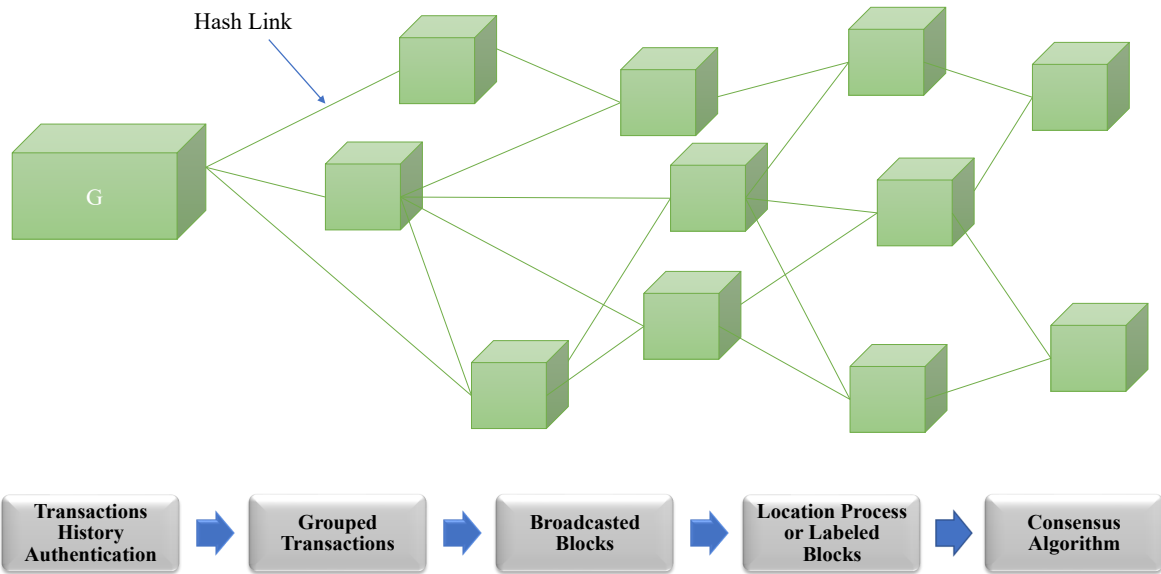 Hash Link
G
Transactions
History
Authentication
Grouped
Transactions
Broadcasted
Blocks
Location Process
or Labeled
Blocks
Consensus
Algorithm